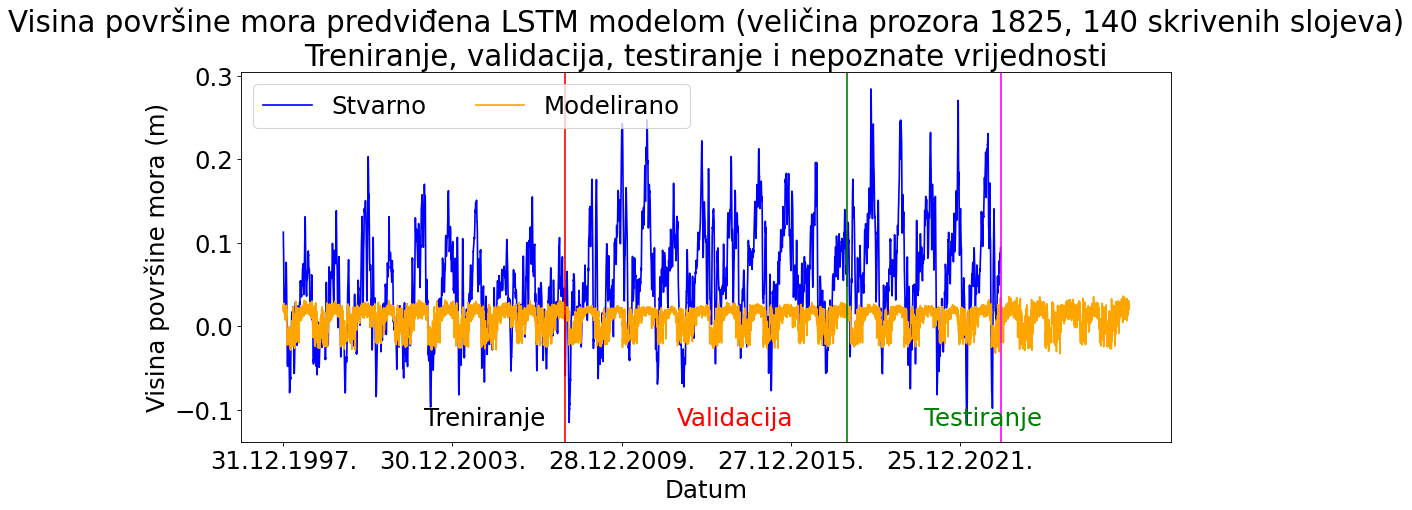 Visina površine mora predviđena LSTM modelom (veličina prozora 1825, 140 skrivenih slojeva)
Treniranje, validacija, testiranje i nepoznate vrijednosti
Stvarno
Modelirano
Visina površine mora (m)
0.3
0.2
0.1
0.0
−0.1
Treniranje
Validacija
Testiranje
31.12.1997.
30.12.2003.
28.12.2009.
27.12.2015.
25.12.2021.
Datum